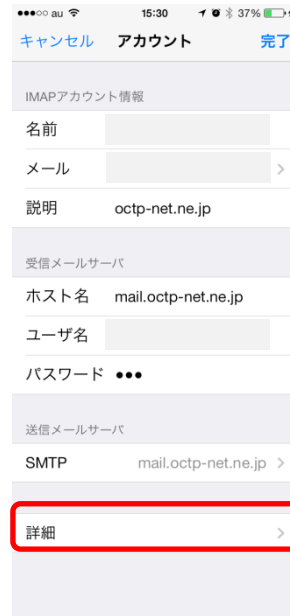 au 15:30 37%
キャンセル アカウント 完了
IMAPアカウント情報
名前
メール
説明 octp-net.ne.jp
受信メールサーバ
ホスト名 mail.octp-net.ne.jp
ユーザ名
パスワード ●●●
送信メールサーバ
SMTP mail.octp-net.ne.jp
詳細